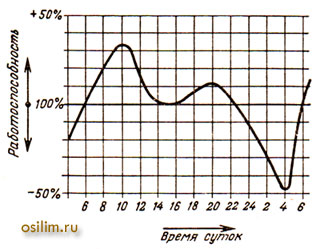 +50%
Работоспособность
100%
-50%
4 6 8 10 12 14 16 18 20 22 24 2 4 6
osilim.ru
Время суток